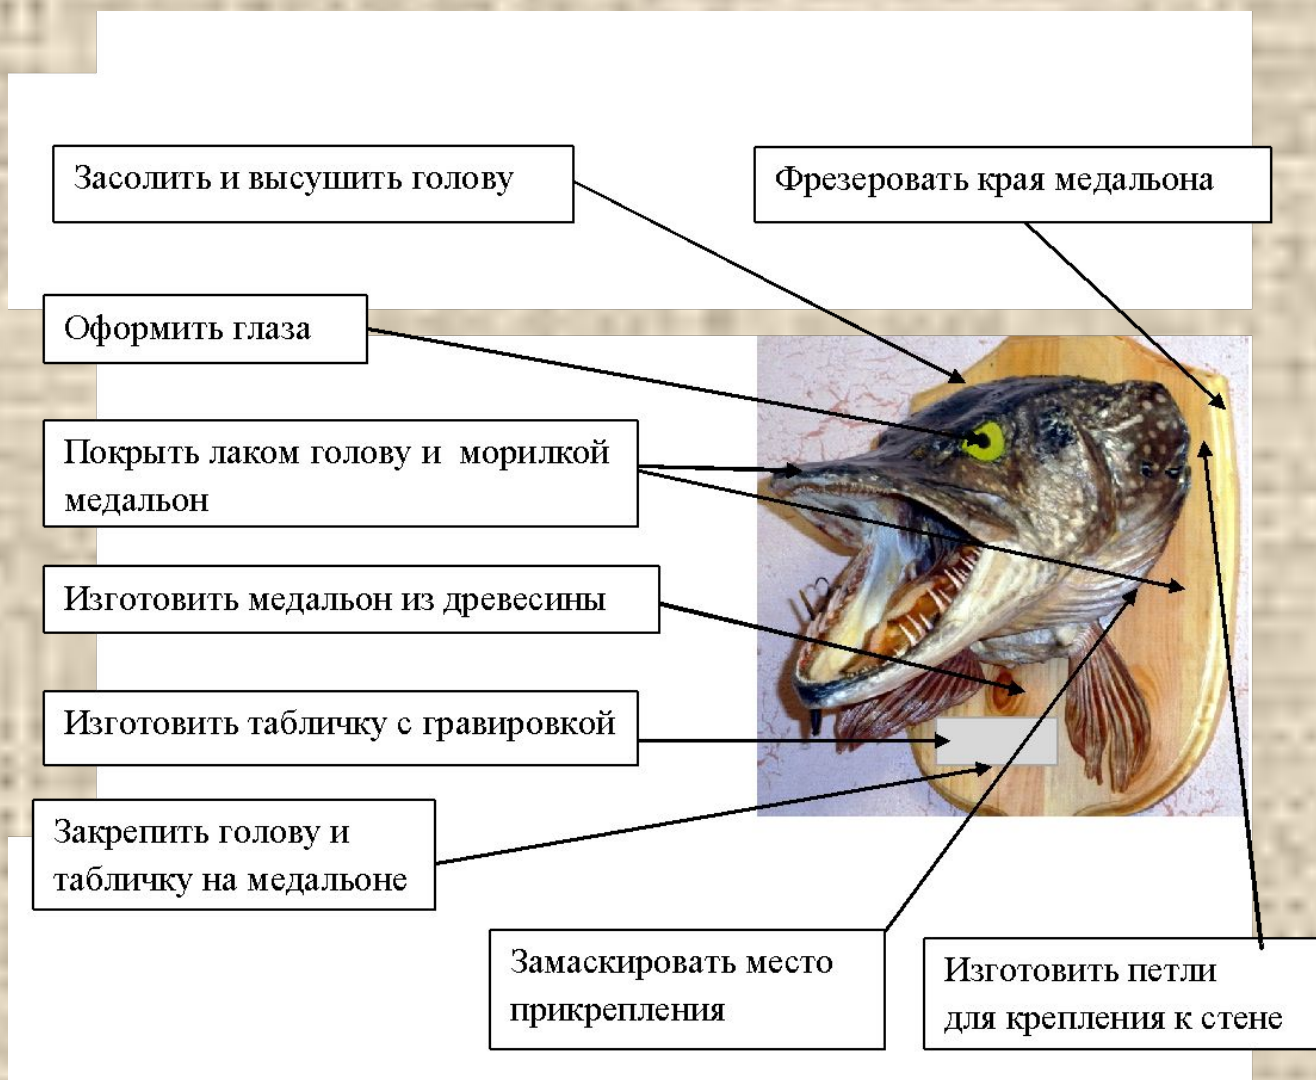 Засолить и высушить голову
Фрезеровать края медальона
Оформить глаза
Покрыть лаком голову и морилкой
медальон
Изготовить медальон из древесины
Изготовить табличку с гравировкой
Закрепить голову и
табличку на медальоне
Замаскировать место
прикрепления
Изготовить петли
для крепления к стене